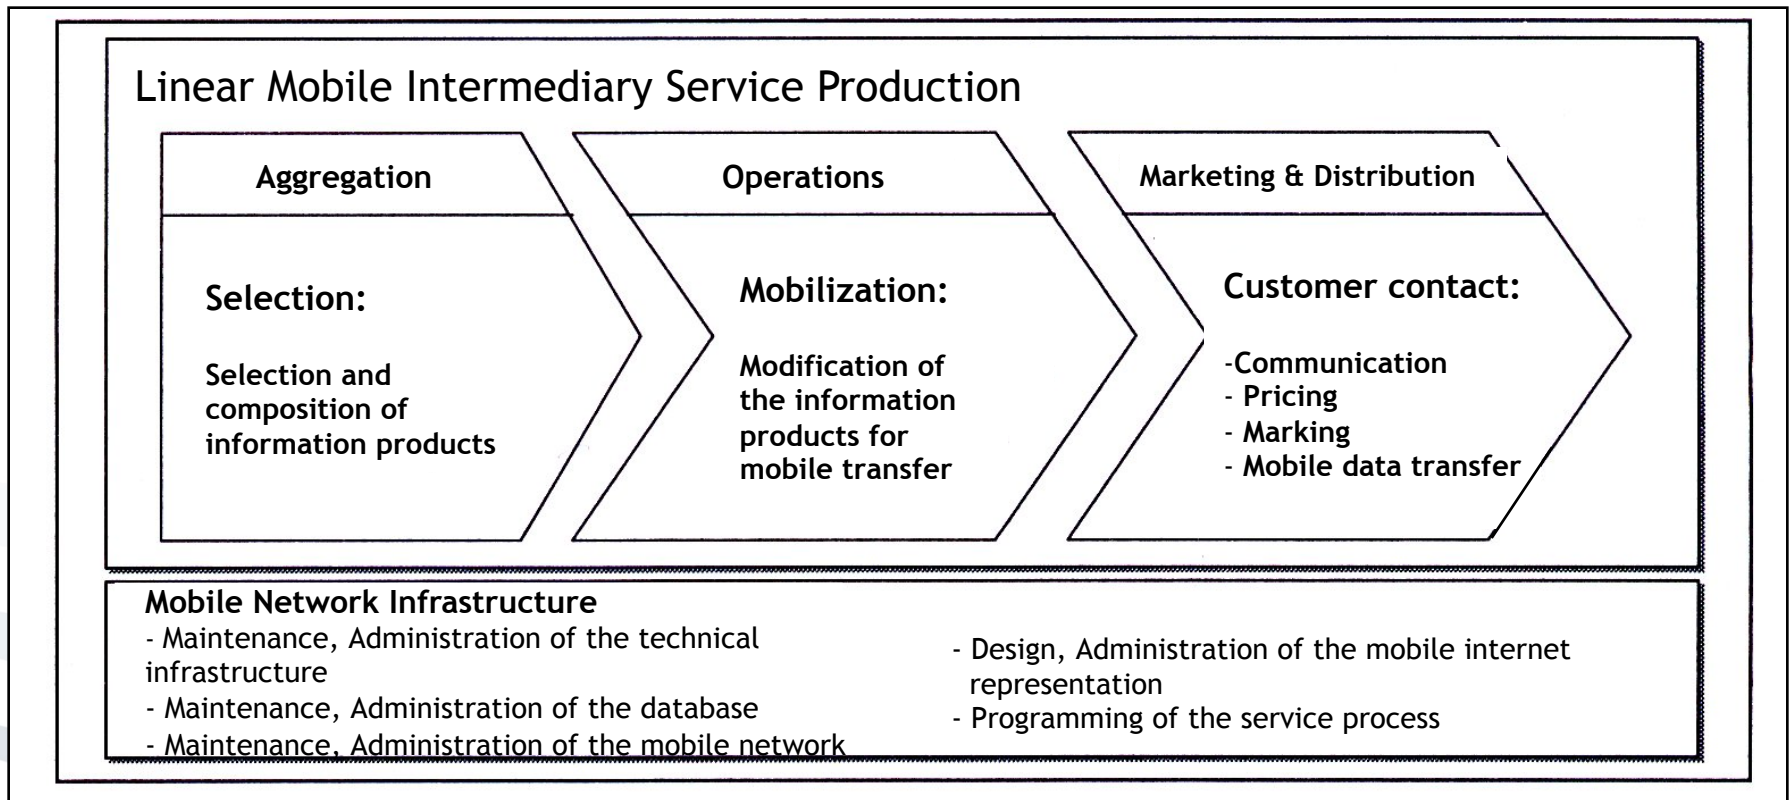 Linear Mobile Intermediary Service Production
Aggregation
Selection:
Selection and
composition of
information products
Operations
Mobilization:
Modification of
the information
products for
mobile transfer
Marketing & Distribution
Customer contact:
-Communication
- Pricing
- Marking
- Mobile data transfer
Mobile Network Infrastructure
- Maintenance, Administration of the technical
infrastructure
- Maintenance, Administration of the database
- Maintenance, Administration of the mobile network
- Design, Administration of the mobile internet
representation
- Programming of the service process